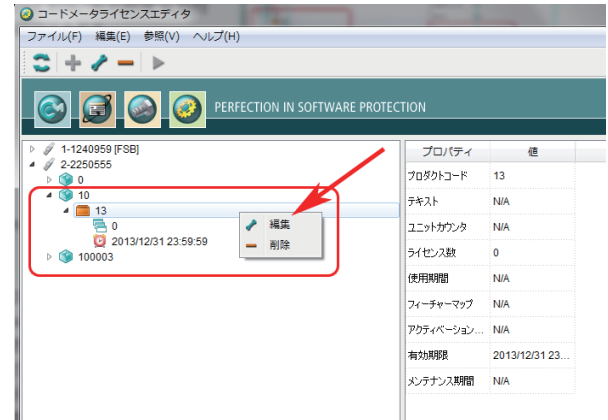 コードメータライセンスエディタ
ファイル(F) 編集(E) 参照(V) ヘルプ(H)
PERFECTION IN SOFTWARE PROTECTION
1-1240959 [FSB]
2-2250555
0
10
13
0
2013/12/31 23:59:59
100003
編集
削除
プロパティ 値
プロダクトコード 13
テキスト N/A
ユニットカウンタ N/A
ライセンス数 0
使用期間 N/A
フィーチャーマップ N/A
アクティベーション... N/A
有効期限 2013/12/31 23...
メンテナンス期間 N/A